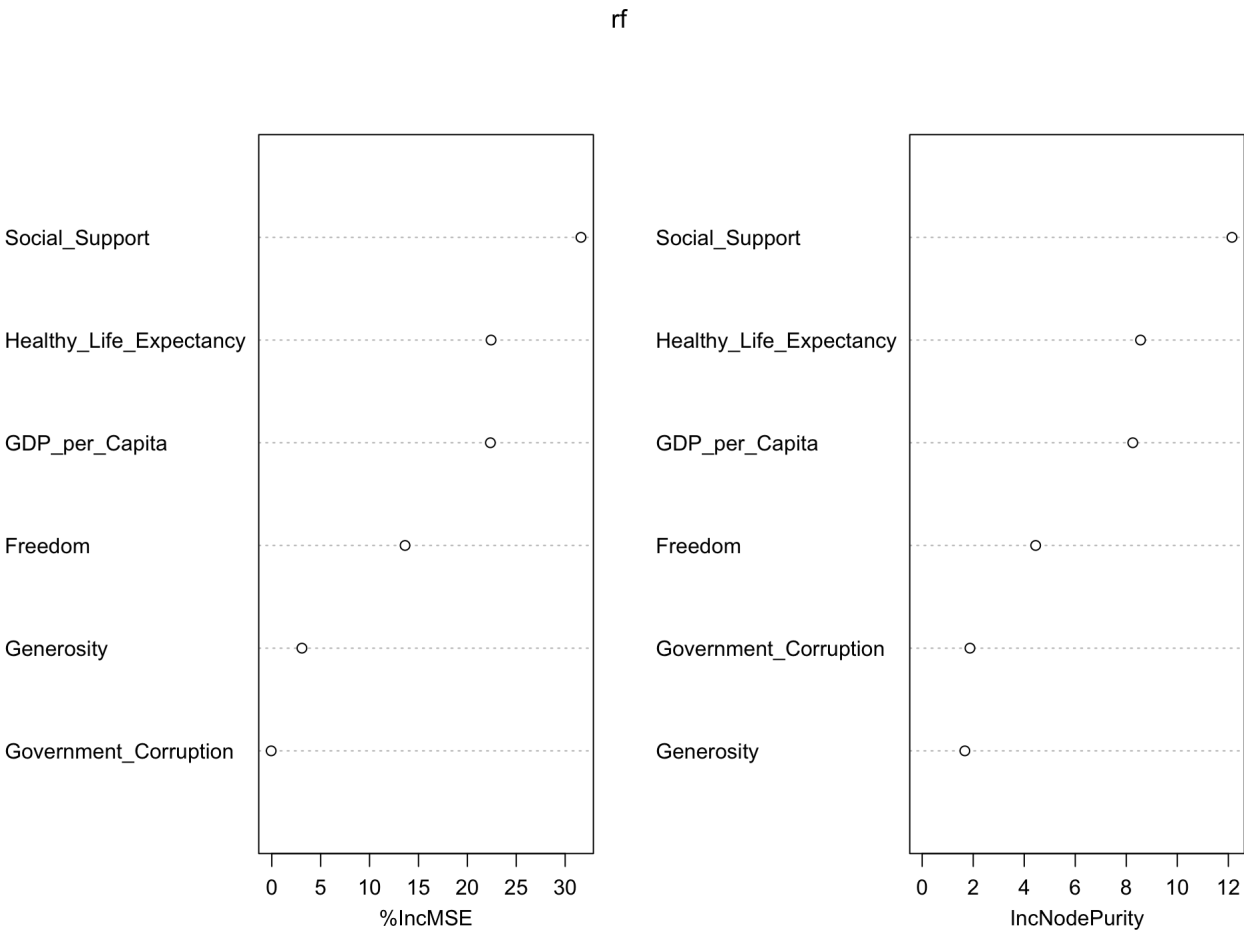 rf
Social_Support
Healthy_Life_Expectancy
GDP_per_Capita
Freedom
Generosity
Government_Corruption
0 5 10 15 20 25 30
%IncMSE
Social_Support
Healthy_Life_Expectancy
GDP_per_Capita
Freedom
Government_Corruption
Generosity
0 2 4 6 8 10 12
IncNodePurity